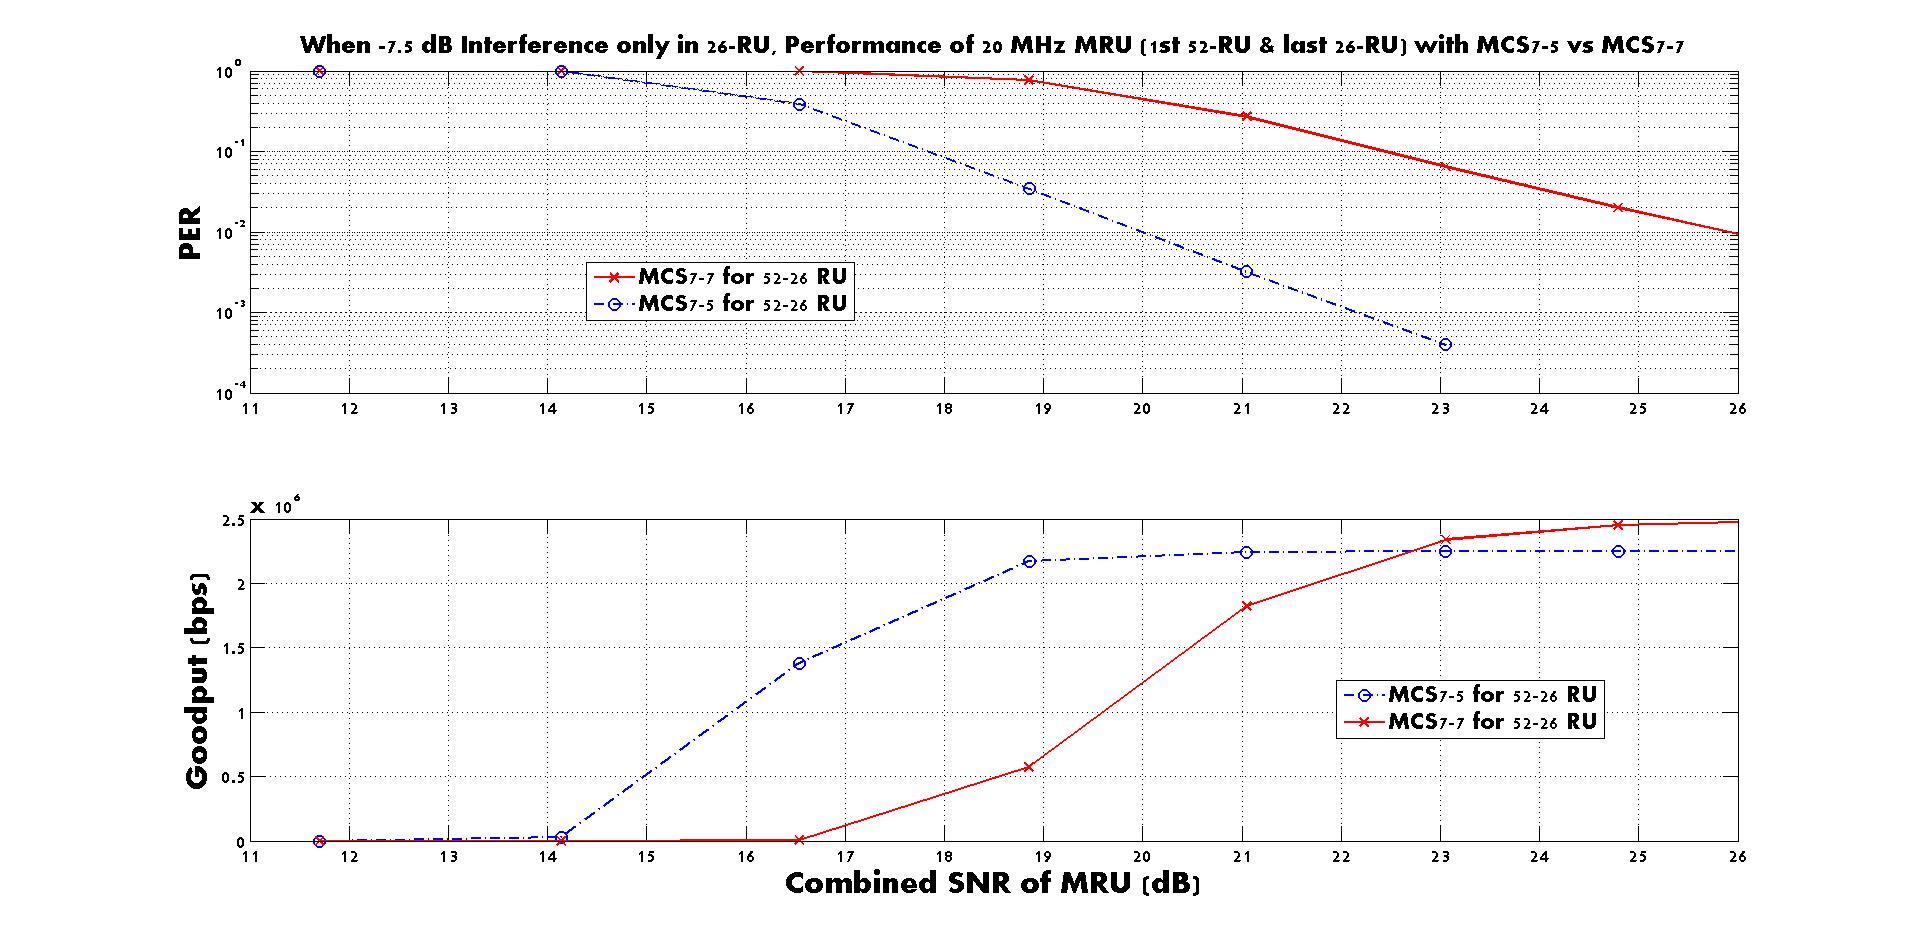 When -7.5 dB Interference only in 26-RU, Performance of 20 MHz MRU (1st 52-RU & last 26-RU) with MCS7-5 vs MCS7-7
10^0
10^-1
10^-2
10^-3
10^-4
PER
MCS7-7 for 52-26 RU
MCS7-5 for 52-26 RU
11 12 13 14 15 16 17 18 19 20 21 22 23 24 25 26
x 10^6
2.5
2
1.5
1
0.5
0
Goodput (bps)
MCS7-5 for 52-26 RU
MCS7-7 for 52-26 RU
11 12 13 14 15 16 17 18 19 20 21 22 23 24 25 26
Combined SNR of MRU (dB)